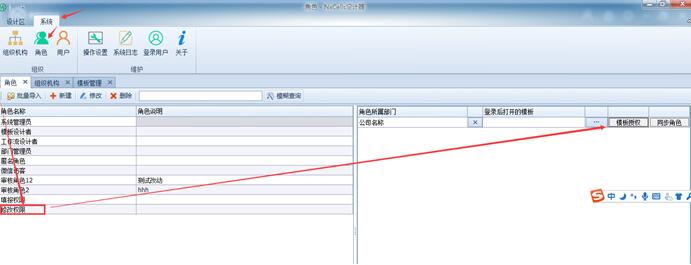 角色 - NxCells设计器
设计区 系统
组织机构 角色 用户 操作设置 系统日志 登录用户 关于
组织 维护
角色 × 组织机构 × 模板管理 ×
批量导入 新建 修改 删除 模糊查询
角色名称 角色说明 角色所属部门 登录后打开的模板
系统管理员 公司名称 × ... 模板授权 同步角色
模板设计者
工作流设计者
部门管理员
匿名角色
微信访客
审核角色12 测试改动
审核角色2 hhh
填报权限
修改权限
中